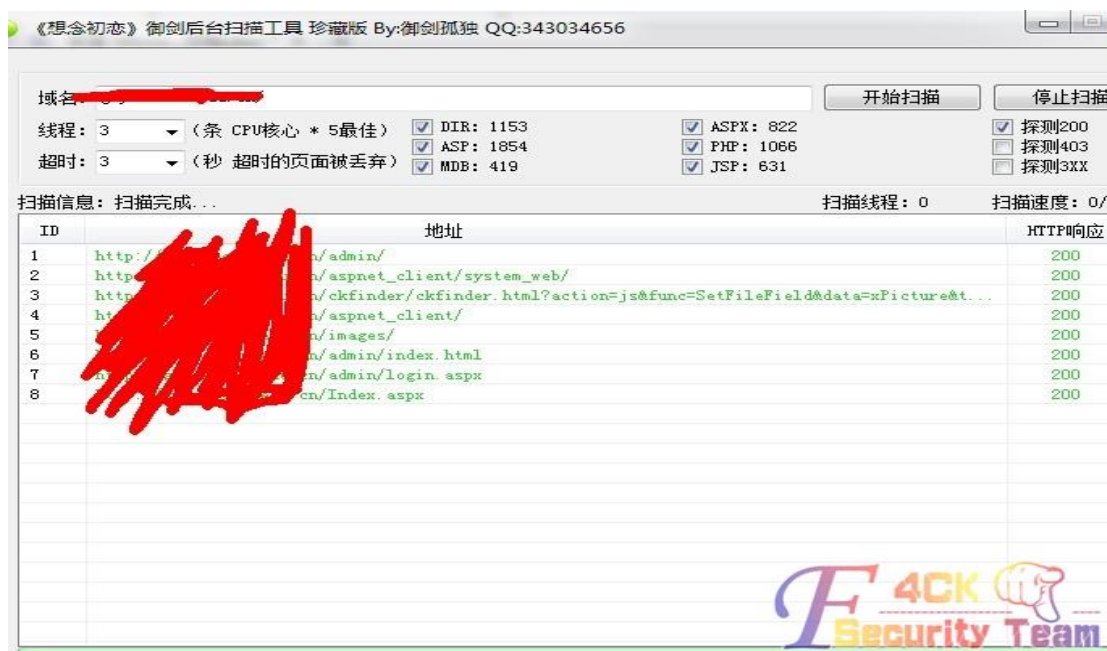 《想念初恋》御剑后台扫描工具 珍藏版 By:御剑孤独 QQ:343034656
域名
开始扫描
停止扫描
线程: 3 (条 CPU核心 * 5最佳)
DIR: 1153
ASPX: 822
探测200
ASP: 1854
PHP: 1066
探测403
超时: 3 (秒 超时的页面被丢弃)
MDB: 419
JSP: 631
探测3XX
扫描信息: 扫描完成...
扫描线程: 0
扫描速度: 0/
ID 地址 HTTP响应
1 http:/ n/admin/ 200
2 http n/aspnet_client/system_web/ 200
3 http n/ckfinder/ckfinder.html?action=js&func=SetFileField&data=xPicture&t... 200
4 ht n/aspnet_client/ 200
5 n/images/ 200
6 n/admin/index.html 200
7 n/admin/login.aspx 200
8 cn/Index.aspx 200
F4CK
Security Team